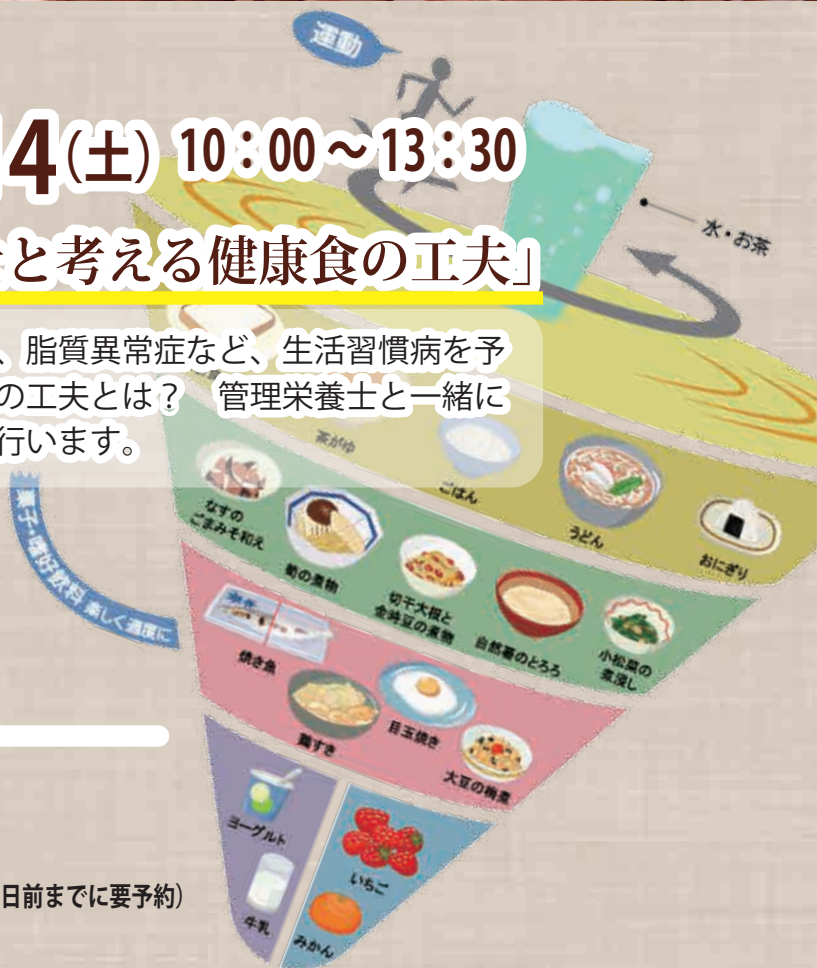 運動
4(土) 10:00～13:30
水・お茶
と考える健康食の工夫」
、脂質異常症など、生活習慣病を予
の工夫とは？　管理栄養士と一緒に
行います。
茶がゆ
ごはん
うどん
おにぎり
なすの
ごまみそ和え
筍の煮物
切干大根と
金時豆の煮物
自然薯のとろろ
小松菜の
煮浸し
菓子・嗜好飲料 楽しく適度に
焼き魚
鶏すき
目玉焼き
大豆の梅煮
ヨーグルト
牛乳
いちご
みかん
日前までに要予約)